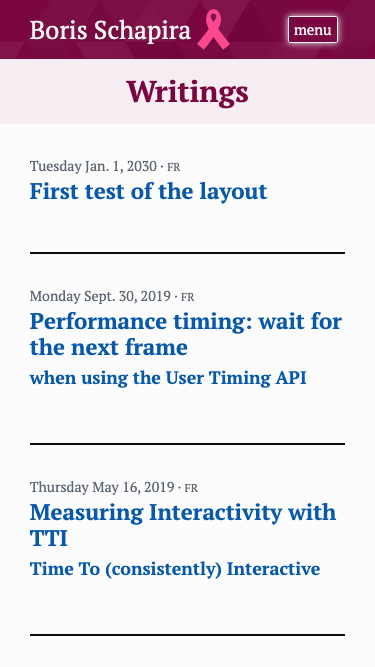 Boris Schapira
menu
Writings
Tuesday Jan. 1, 2030 · FR
First test of the layout
Monday Sept. 30, 2019 · FR
Performance timing: wait for
the next frame
when using the User Timing API
Thursday May 16, 2019 · FR
Measuring Interactivity with
TTI
Time To (consistently) Interactive